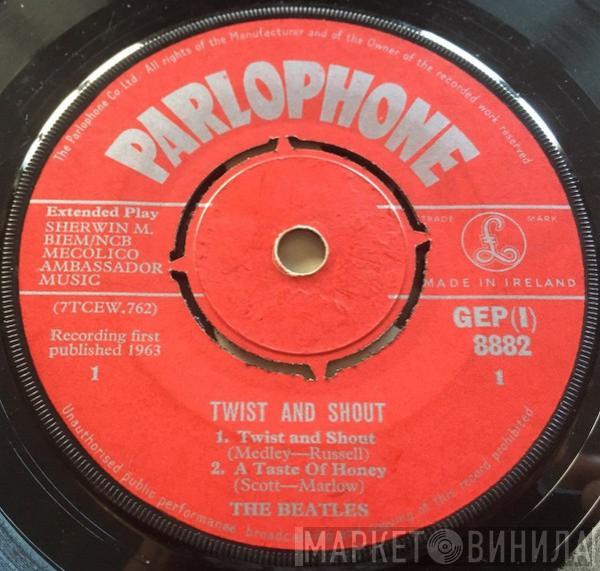 The Parlophone Co. Ltd. All rights of the Manufacturer and of the Owner of the recorded work reserved
PARLOPHONE
Extended Play
SHERWIN M.
BIEM/NCB
MECOLICO
AMBASSADOR
MUSIC
TRADE MARK
£
MADE IN IRELAND
(7TCEW.762)
Recording first
published 1963
GEP(I)
8882
1
1
TWIST AND SHOUT
1. Twist and Shout
(Medley—Russell)
2. A Taste Of Honey
(Scott—Marlow)
THE BEATLES
Unauthorised public performance broadcasting of this record prohibited
МАРКЕТ ВИНИЛА